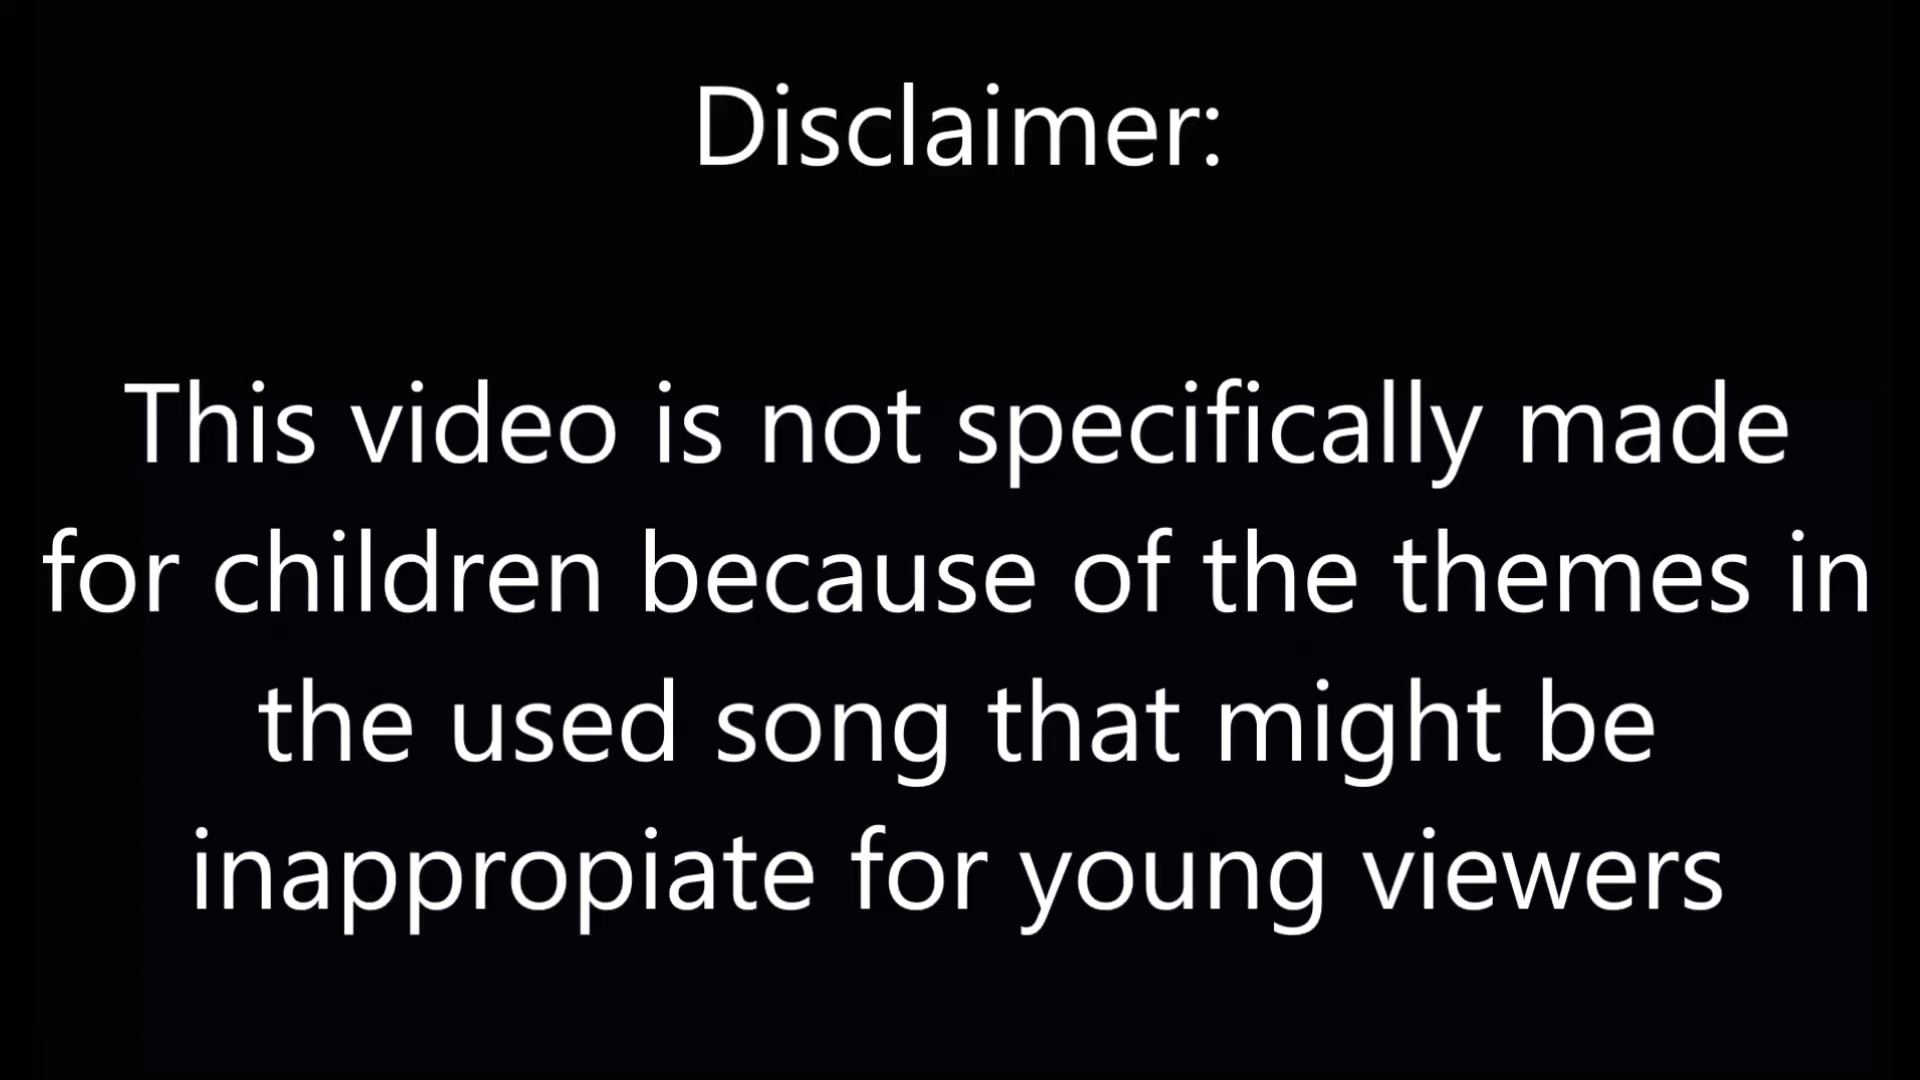 Disclaimer:
This video is not specifically made
for children because of the themes in
the used song that might be
inappropiate for young viewers